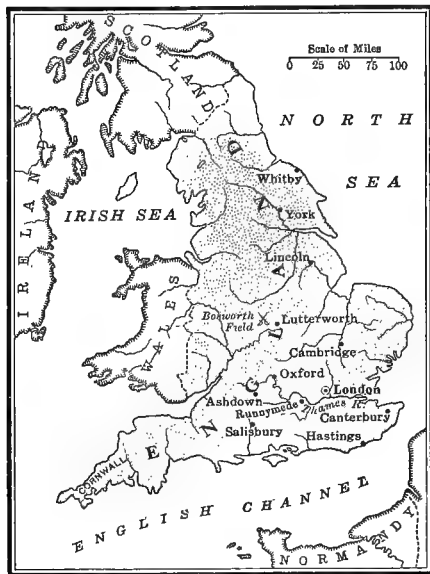 SCOTLAND
Scale of Miles
0 25 50 75 100
NORTH
SEA
Whitby
York
IRISH SEA
IRELAND
Lincoln
WALES
Bosworth
Field
Lutterworth
Cambridge
Oxford
London
Ashdown
Runnymede
Thames R.
Canterbury
Salisbury
Hastings
ENGLAND
CORNWALL
ENGLISH CHANNEL
NORMANDY